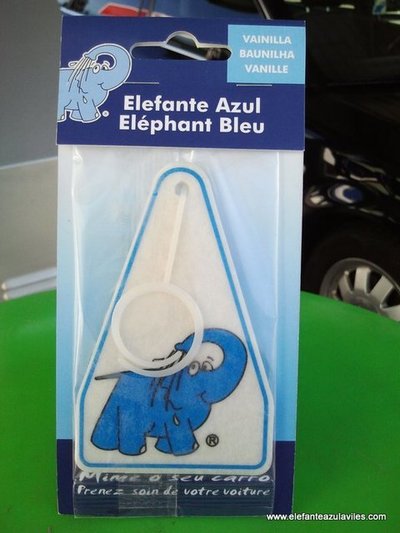 VAINILLA
BAUNILHA
VANILLE
®
Elefante Azul
Eléphant Bleu
®
Mime o seu carro
Prenez soin de votre voiture
www.elefanteazulaviles.com